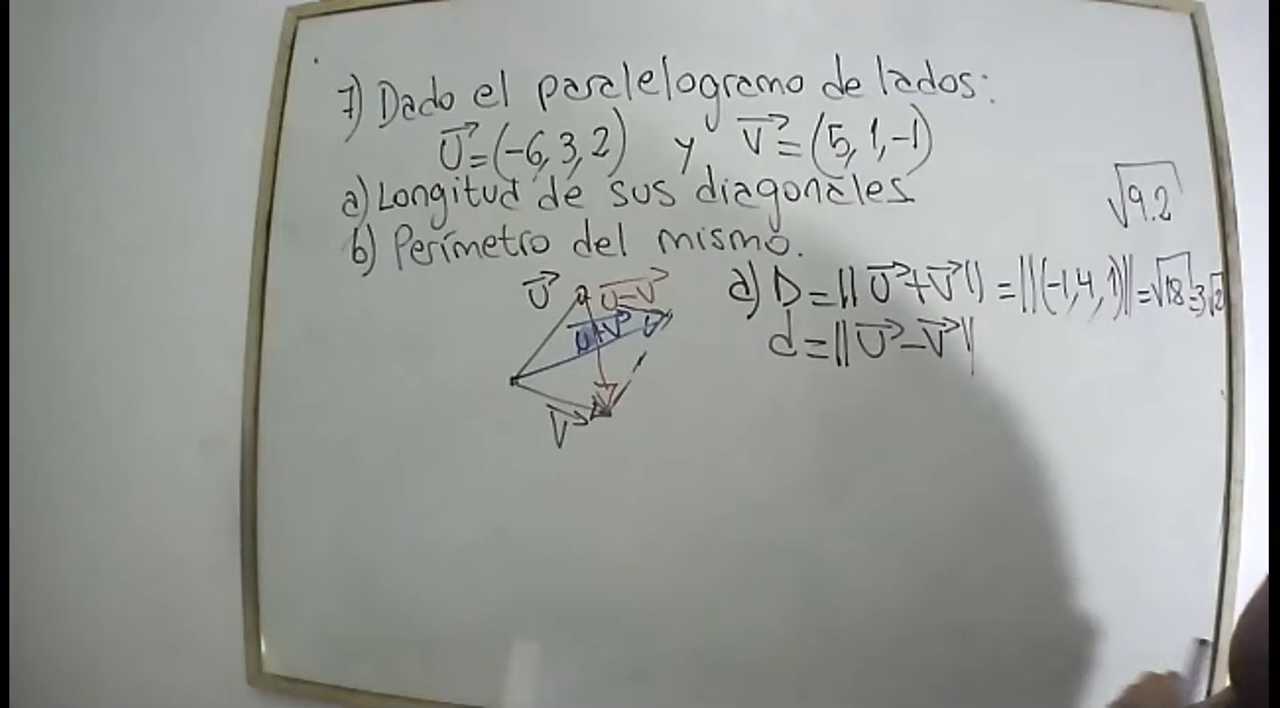 7) Dado el paralelogramo de lados:
U⃗=(-6,3,2) y V⃗=(5,1,-1)
a) Longitud de sus diagonales
b) Perímetro del mismo.
√9.2
a) D=||U⃗+V⃗||=||(-1,4,1)||=√18=3√2
d=||U⃗-V⃗||
U⃗ U-V⃗
U+V⃗ V⃗
V⃗